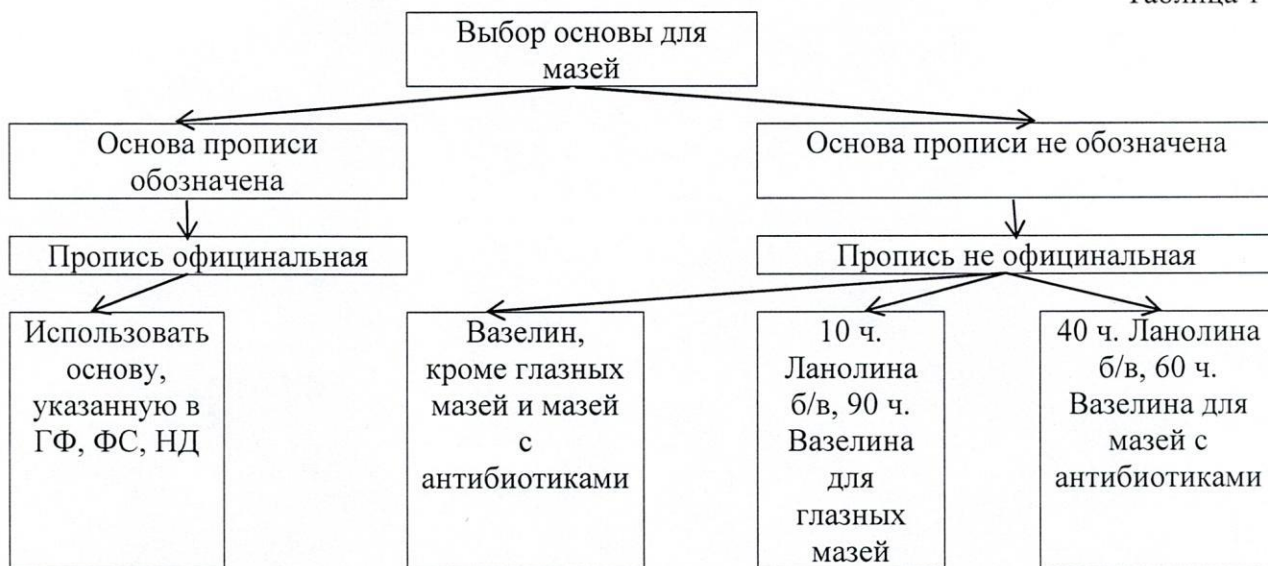 Таблица 1
Выбор основы для
мазей
Основа прописи
обозначена
Основа прописи не обозначена
Пропись официнальная
Пропись не официнальная
Использовать
основу,
указанную в
ГФ, ФС, НД
Вазелин,
кроме глазных
мазей и мазей
с
антибиотиками
10 ч.
Ланолина
б/в, 90 ч.
Вазелина
для
глазных
мазей
40 ч. Ланолина
б/в, 60 ч.
Вазелина для
мазей с
антибиотиками